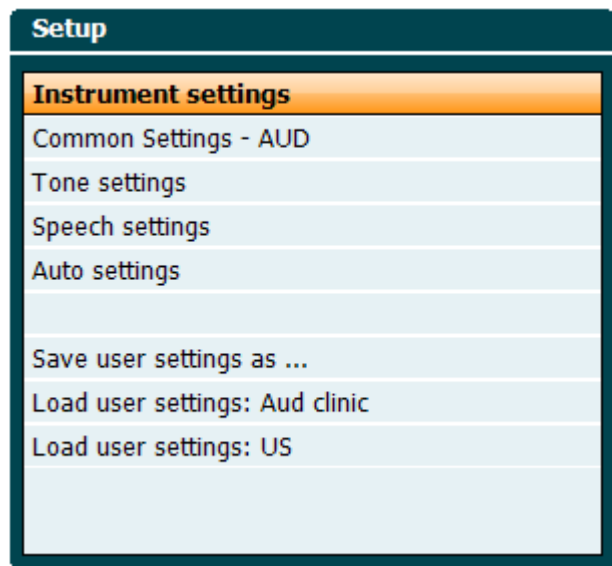 Setup
Instrument settings
Common Settings - AUD
Tone settings
Speech settings
Auto settings
Save user settings as ...
Load user settings: Aud clinic
Load user settings: US